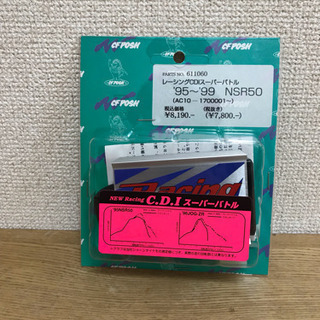 CF POSH
CF POSH
PARTS NO. 611060
レーシングCDIスーパーバトル
'95〜'99 NSR50
(AC10－1700001〜)
税込価格 (税抜き)
¥8,190.- (¥7,800.-)
Racing
NEW Racing C.D.I スーパーバトル